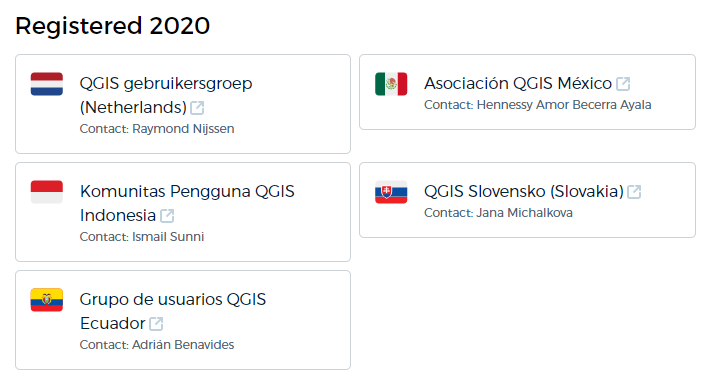 Registered 2020
QGIS gebruikersgroep
(Netherlands)
Contact: Raymond Nijssen
Asociación QGIS México
Contact: Hennessy Amor Becerra Ayala
Komunitas Pengguna QGIS
Indonesia
Contact: Ismail Sunni
QGIS Slovensko (Slovakia)
Contact: Jana Michalkova
Grupo de usuarios QGIS
Ecuador
Contact: Adrián Benavides